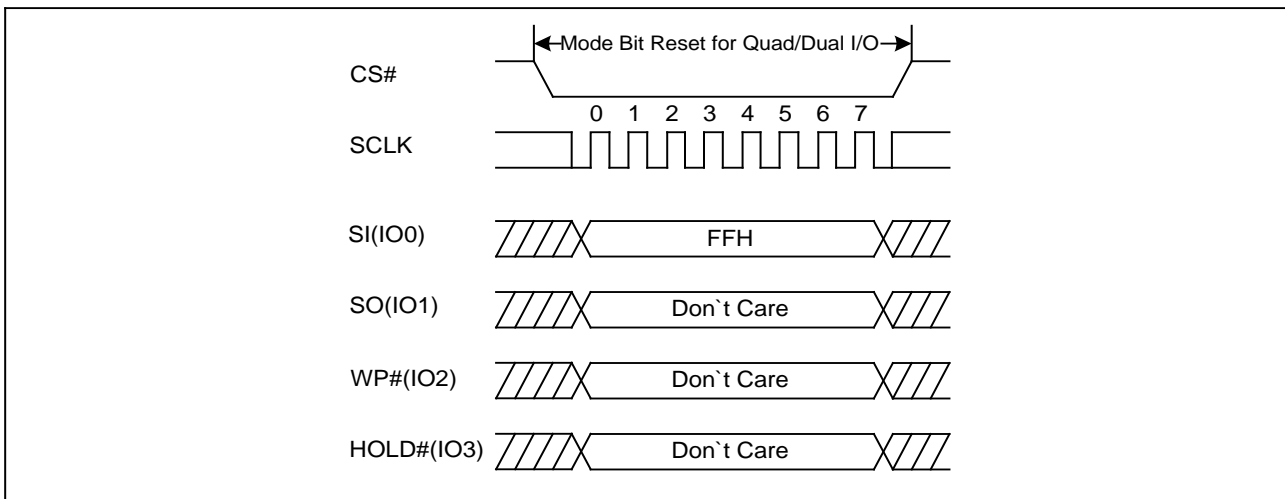 Mode Bit Reset for Quad/Dual I/O
CS#
0 1 2 3 4 5 6 7
SCLK
SI(IO0) FFH
SO(IO1) Don`t Care
WP#(IO2) Don`t Care
HOLD#(IO3) Don`t Care